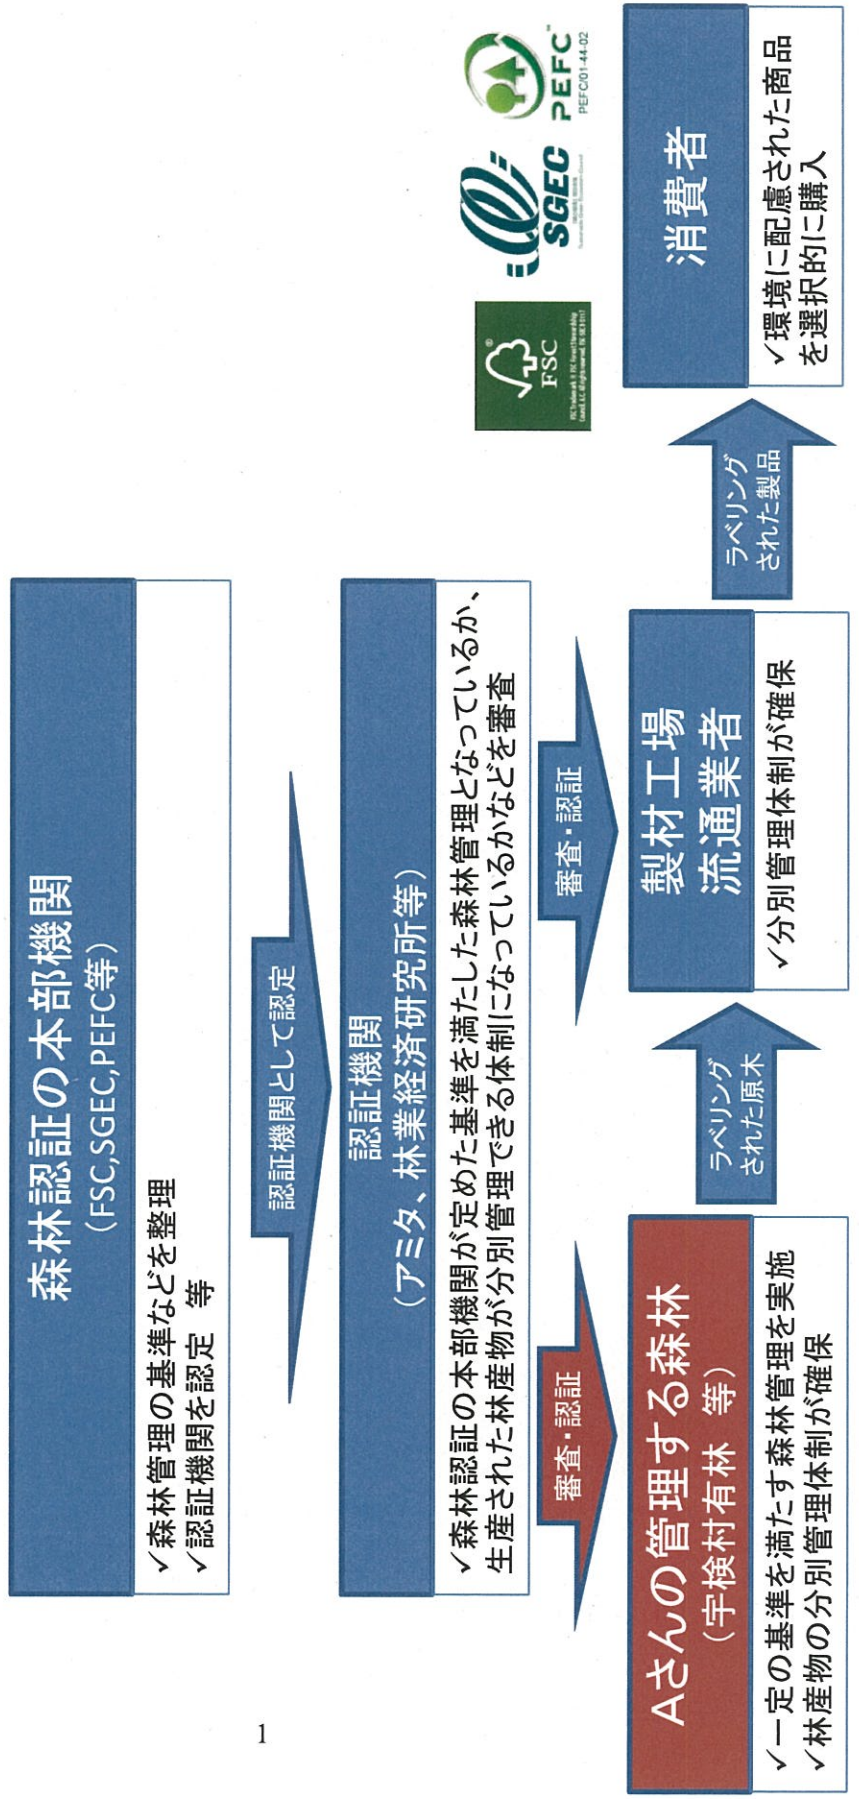 森林認証の本部機関
（FSC,SGEC,PEFC等）
✓森林管理の基準などを整理
✓認証機関を認定 等
認証機関として認定
認証機関
（アミタ、林業経済研究所等）
✓森林認証の本部機関が定めた基準を満たした森林管理となっているか、
生産された林産物が分別管理できる体制になっているかなどを審査
審査・認証
審査・認証
Aさんの管理する森林
（宇検村有林 等）
✓一定の基準を満たす森林管理を実施
✓林産物の分別管理体制が確保
ラベリング
された原木
製材工場
流通業者
✓分別管理体制が確保
ラベリング
された製品
FSC
®
SGEC
PEFC
PEFC/01-44-02
消費者
✓環境に配慮された商品
を選択的に購入
1